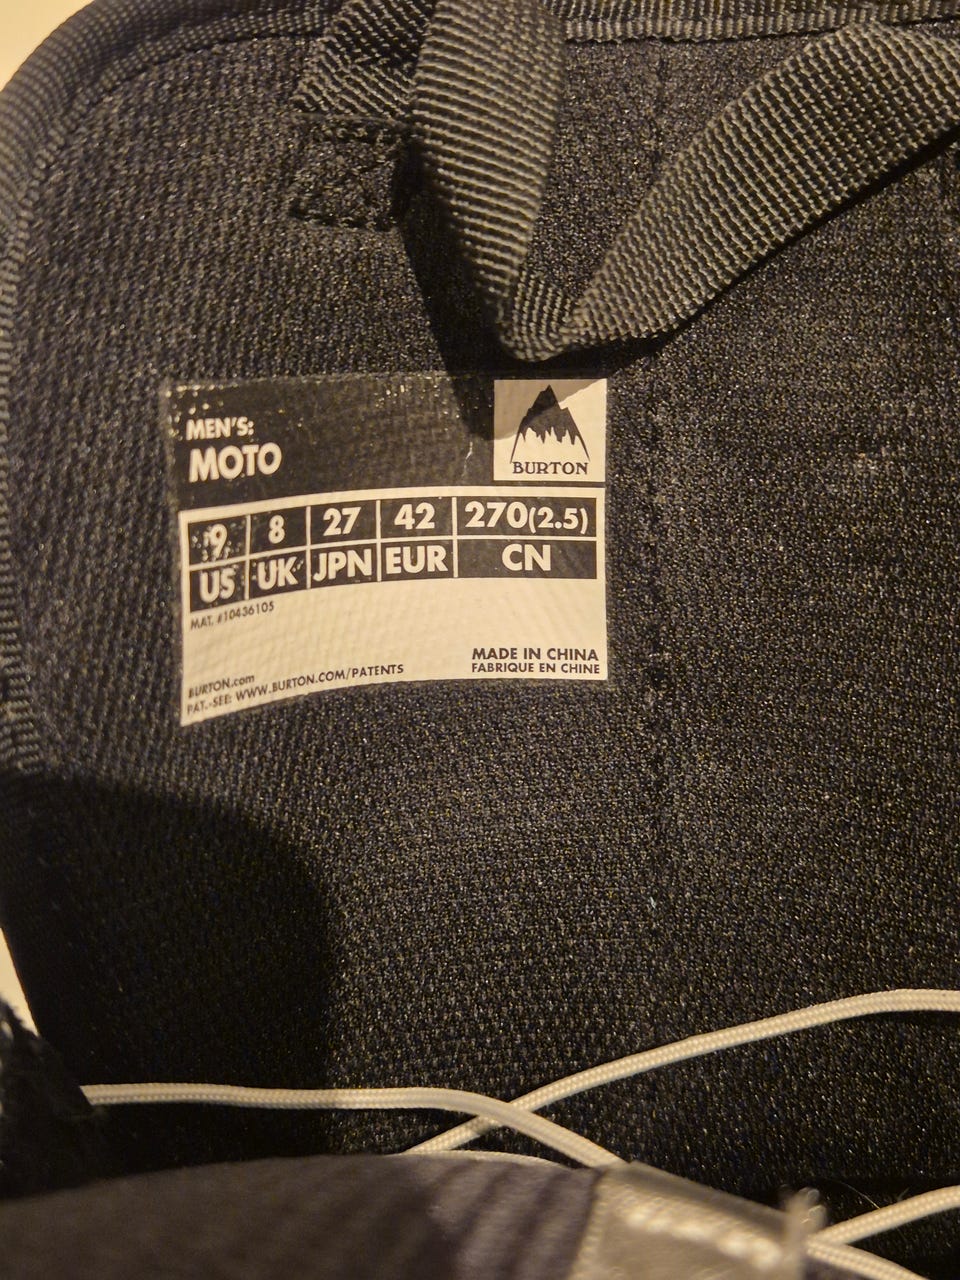 MEN'S:
MOTO
BURTON
9 8 27 42 270(2.5)
US UK JPN EUR CN
MAT. #10436105
MADE IN CHINA
FABRIQUE EN CHINE
BURTON.com
PAT.-SEE: WWW.BURTON.COM/PATENTS